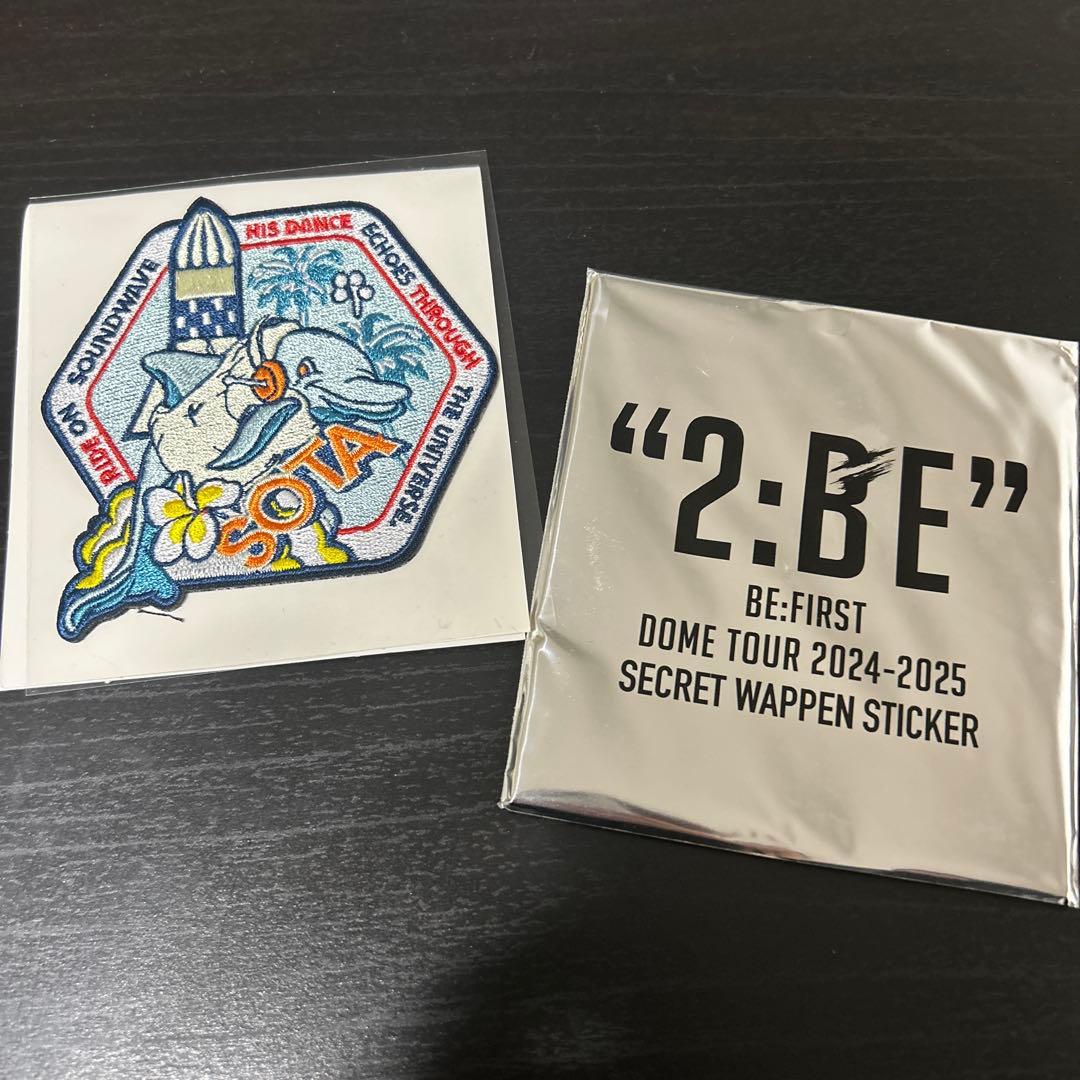 RIDE ON SOUNDWAVE
HIS DANCE ECHOES THROUGH THE UNIVERSE.
SOTA
“2:BE”
BE:FIRST
DOME TOUR 2024-2025
SECRET WAPPEN STICKER